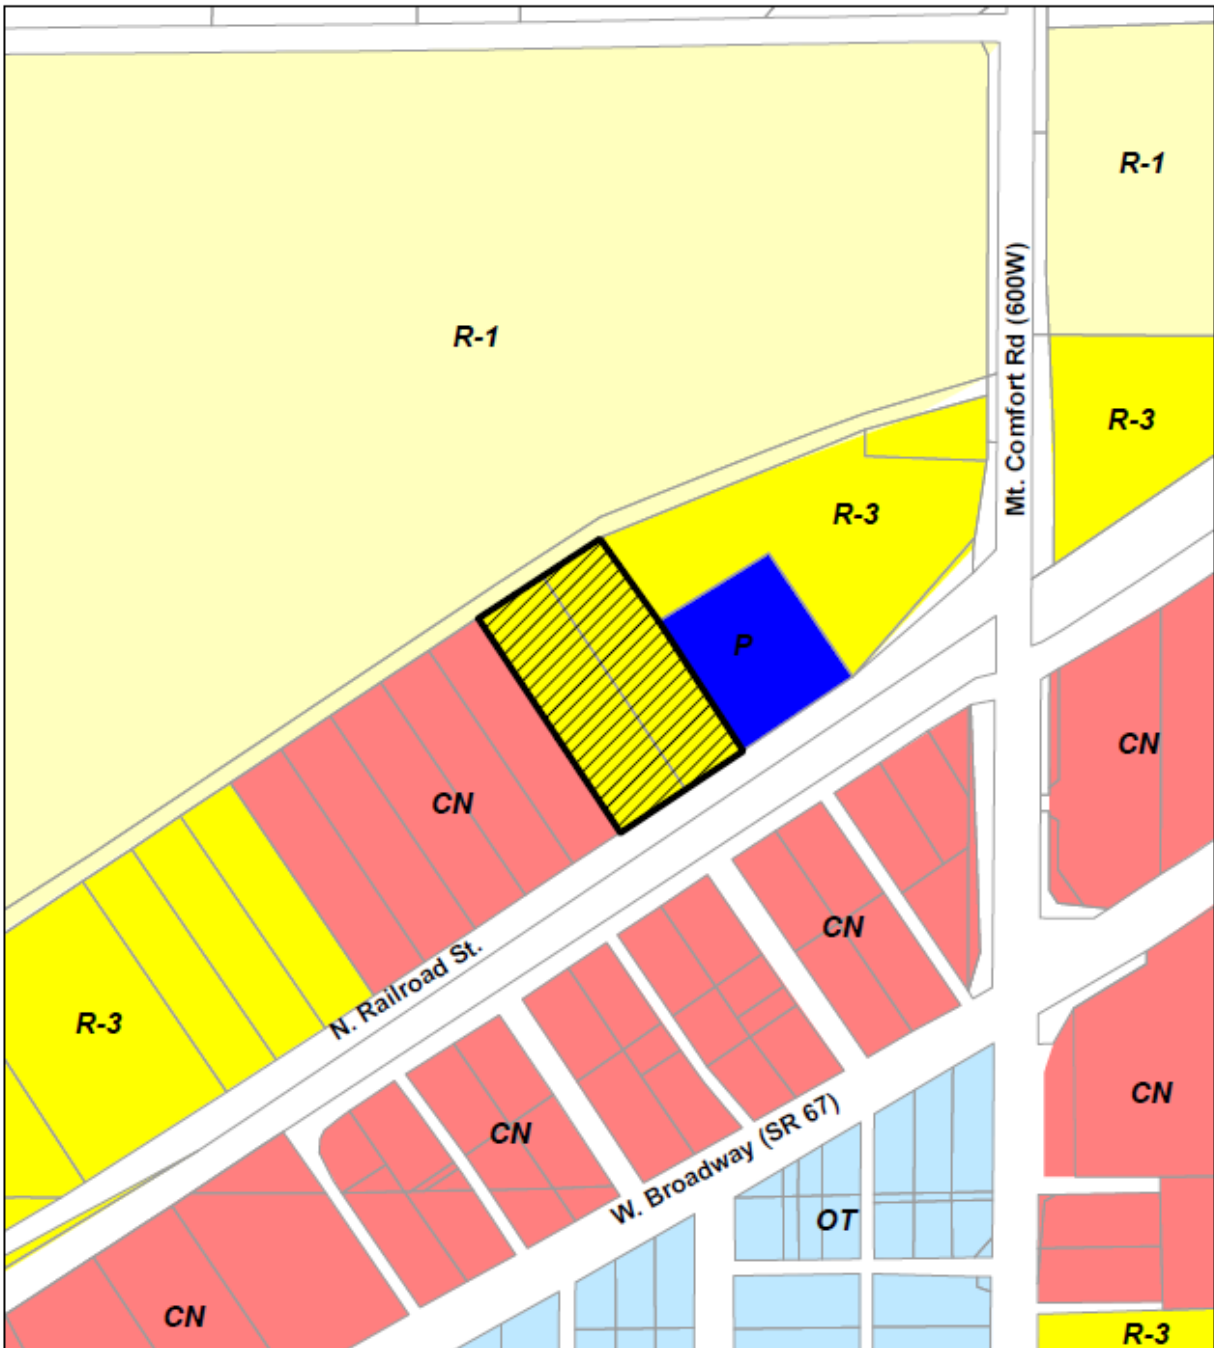 R-1
R-1
Mt. Comfort Rd (600W)
R-3
R-3
P
CN
CN
CN
N. Railroad St.
R-3
CN
CN
W. Broadway (SR 67)
OT
CN
R-3